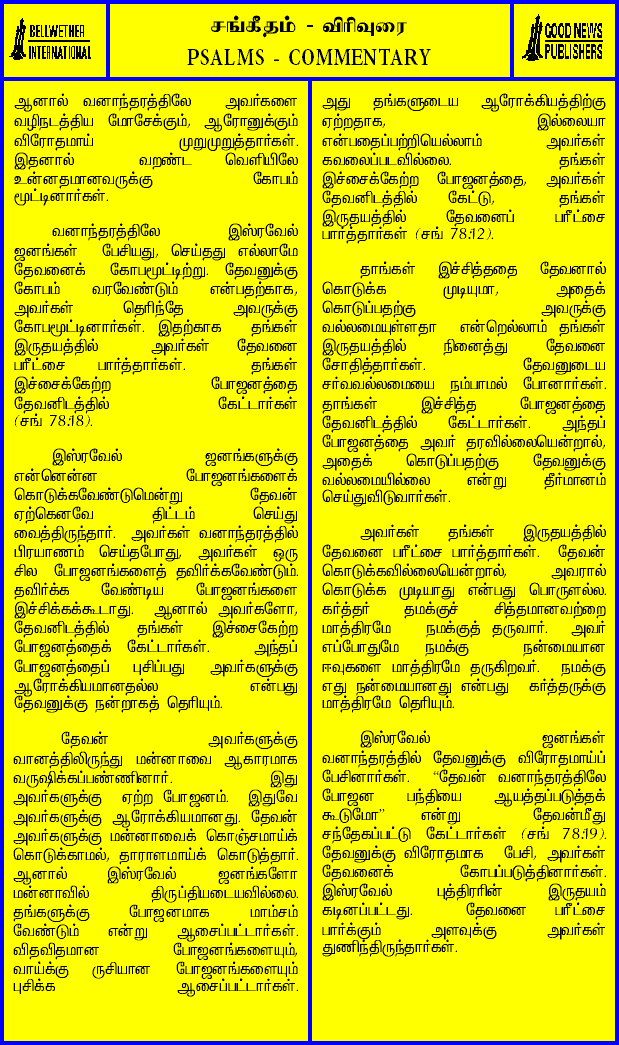 BELLWETHER
INTERNATIONAL
சங்கீதம் - விரிவுரை
PSALMS - COMMENTARY
GOOD NEWS
PUBLISHERS
ஆனால் வனாந்தரத்திலே அவர்களை
வழிநடத்திய மோசேக்கும், ஆரோனுக்கும்
விரோதமாய் முறுமுறுத்தார்கள்.
இதனால் வறண்ட வெளியிலே
உன்னதமானவருக்கு கோபம்
மூட்டினார்கள்.
வனாந்தரத்திலே இஸ்ரவேல்
ஜனங்கள் பேசியது, செய்தது எல்லாமே
தேவனைக் கோபமூட்டிற்று. தேவனுக்கு
கோபம் வரவேண்டும் என்பதற்காக,
அவர்கள் தெரிந்தே அவருக்கு
கோபமூட்டினார்கள். இதற்காக தங்கள்
இருதயத்தில் அவர்கள் தேவனை
பரீட்சை பார்த்தார்கள். தங்கள்
இச்சைக்கேற்ற போஜனத்தை
தேவனிடத்தில் கேட்டார்கள்
(சங் 78:18).
இஸ்ரவேல் ஜனங்களுக்கு
என்னென்ன போஜனங்களைக்
கொடுக்கவேண்டுமென்று தேவன்
ஏற்கெனவே திட்டம் செய்து
வைத்திருந்தார். அவர்கள் வனாந்தரத்தில்
பிரயாணம் செய்தபோது, அவர்கள் ஒரு
சில போஜனங்களைத் தவிர்க்கவேண்டும்.
தவிர்க்க வேண்டிய போஜனங்களை
இச்சிக்கக்கூடாது. ஆனால் அவர்களோ,
தேவனிடத்தில் தங்கள் இச்சைகேற்ற
போஜனத்தைக் கேட்டார்கள். அந்தப்
போஜனத்தைப் புசிப்பது அவர்களுக்கு
ஆரோக்கியமானதல்ல என்பது
தேவனுக்கு நன்றாகத் தெரியும்.
தேவன் அவர்களுக்கு
வானத்திலிருந்து மன்னாவை ஆகாரமாக
வருஷிக்கப்பண்ணினார். இது
அவர்களுக்கு ஏற்ற போஜனம். இதுவே
அவர்களுக்கு ஆரோக்கியமானது. தேவன்
அவர்களுக்கு மன்னாவைக் கொஞ்சமாய்க்
கொடுக்காமல், தாராளமாய்க் கொடுத்தார்.
ஆனால் இஸ்ரவேல் ஜனங்களோ
மன்னாவில் திருப்தியடையவில்லை.
தங்களுக்கு போஜனமாக மாம்சம்
வேண்டும் என்று ஆசைப்பட்டார்கள்.
விதவிதமான போஜனங்களையும்,
வாய்க்கு ருசியான போஜனங்களையும்
புசிக்க ஆசைப்பட்டார்கள்.
அது தங்களுடைய ஆரோக்கியத்திற்கு
ஏற்றதாக, இல்லையா
என்பதைப்பற்றியெல்லாம் அவர்கள்
கவலைப்படவில்லை. தங்கள்
இச்சைக்கேற்ற போஜனத்தை, அவர்கள்
தேவனிடத்தில் கேட்டு, தங்கள்
இருதயத்தில் தேவனைப் பரீட்சை
பார்த்தார்கள் (சங் 78:12).
தாங்கள் இச்சித்ததை தேவனால்
கொடுக்க முடியுமா, அதைக்
கொடுப்பதற்கு அவருக்கு
வல்லமையுள்ளதா என்றெல்லாம் தங்கள்
இருதயத்தில் நினைத்து தேவனை
சோதித்தார்கள். தேவனுடைய
சர்வவல்லமையை நம்பாமல் போனார்கள்.
தாங்கள் இச்சித்த போஜனத்தை
தேவனிடத்தில் கேட்டார்கள். அந்தப்
போஜனத்தை அவர் தரவில்லையென்றால்,
அதைக் கொடுப்பதற்கு தேவனுக்கு
வல்லமையில்லை என்று தீர்மானம்
செய்துவிடுவார்கள்.
அவர்கள் தங்கள் இருதயத்தில்
தேவனை பரீட்சை பார்த்தார்கள். தேவன்
கொடுக்கவில்லையென்றால், அவரால்
கொடுக்க முடியாது என்பது பொருளல்ல.
கர்த்தர் தமக்குச் சித்தமானவற்றை
மாத்திரமே நமக்குத் தருவார். அவர்
எப்போதுமே நமக்கு நன்மையான
ஈவுகளை மாத்திரமே தருகிறவர். நமக்கு
எது நன்மையானது என்பது கர்த்தருக்கு
மாத்திரமே தெரியும்.
இஸ்ரவேல் ஜனங்கள்
வனாந்தரத்தில் தேவனுக்கு விரோதமாய்ப்
பேசினார்கள். “தேவன் வனாந்தரத்திலே
போஜன பந்தியை ஆயத்தப்படுத்தக்
கூடுமோ” என்று தேவன்மீது
சந்தேகப்பட்டு கேட்டார்கள் (சங் 78:19).
தேவனுக்கு விரோதமாக பேசி, அவர்கள்
தேவனைக் கோபப்படுத்தினார்கள்.
இஸ்ரவேல் புத்திரரின் இருதயம்
கடினப்பட்டது. தேவனை பரீட்சை
பார்க்கும் அளவுக்கு அவர்கள்
துணிந்திருந்தார்கள்.